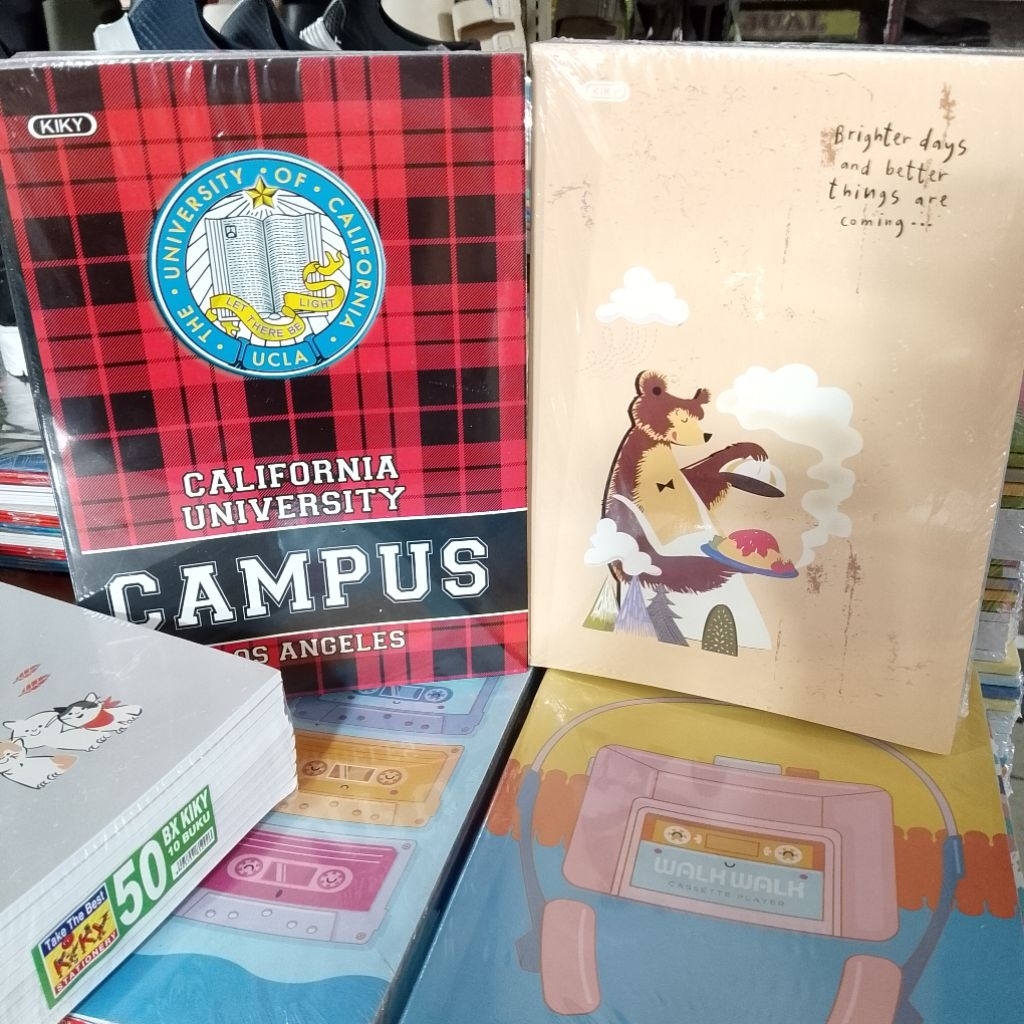 JUAL
KIKY
THE • UNIVERSITY • OF • CALIFORNIA •
LET THERE BE LIGHT
UCLA
CALIFORNIA
UNIVERSITY
CAMPUS
LOS ANGELES
KIKY
Brighter days
and better
things are
coming...
Take The Best
KIKY
STATIONERY
50
BX KIKY
10 BUKU
WALK WALK
CASSETTE PLAYER